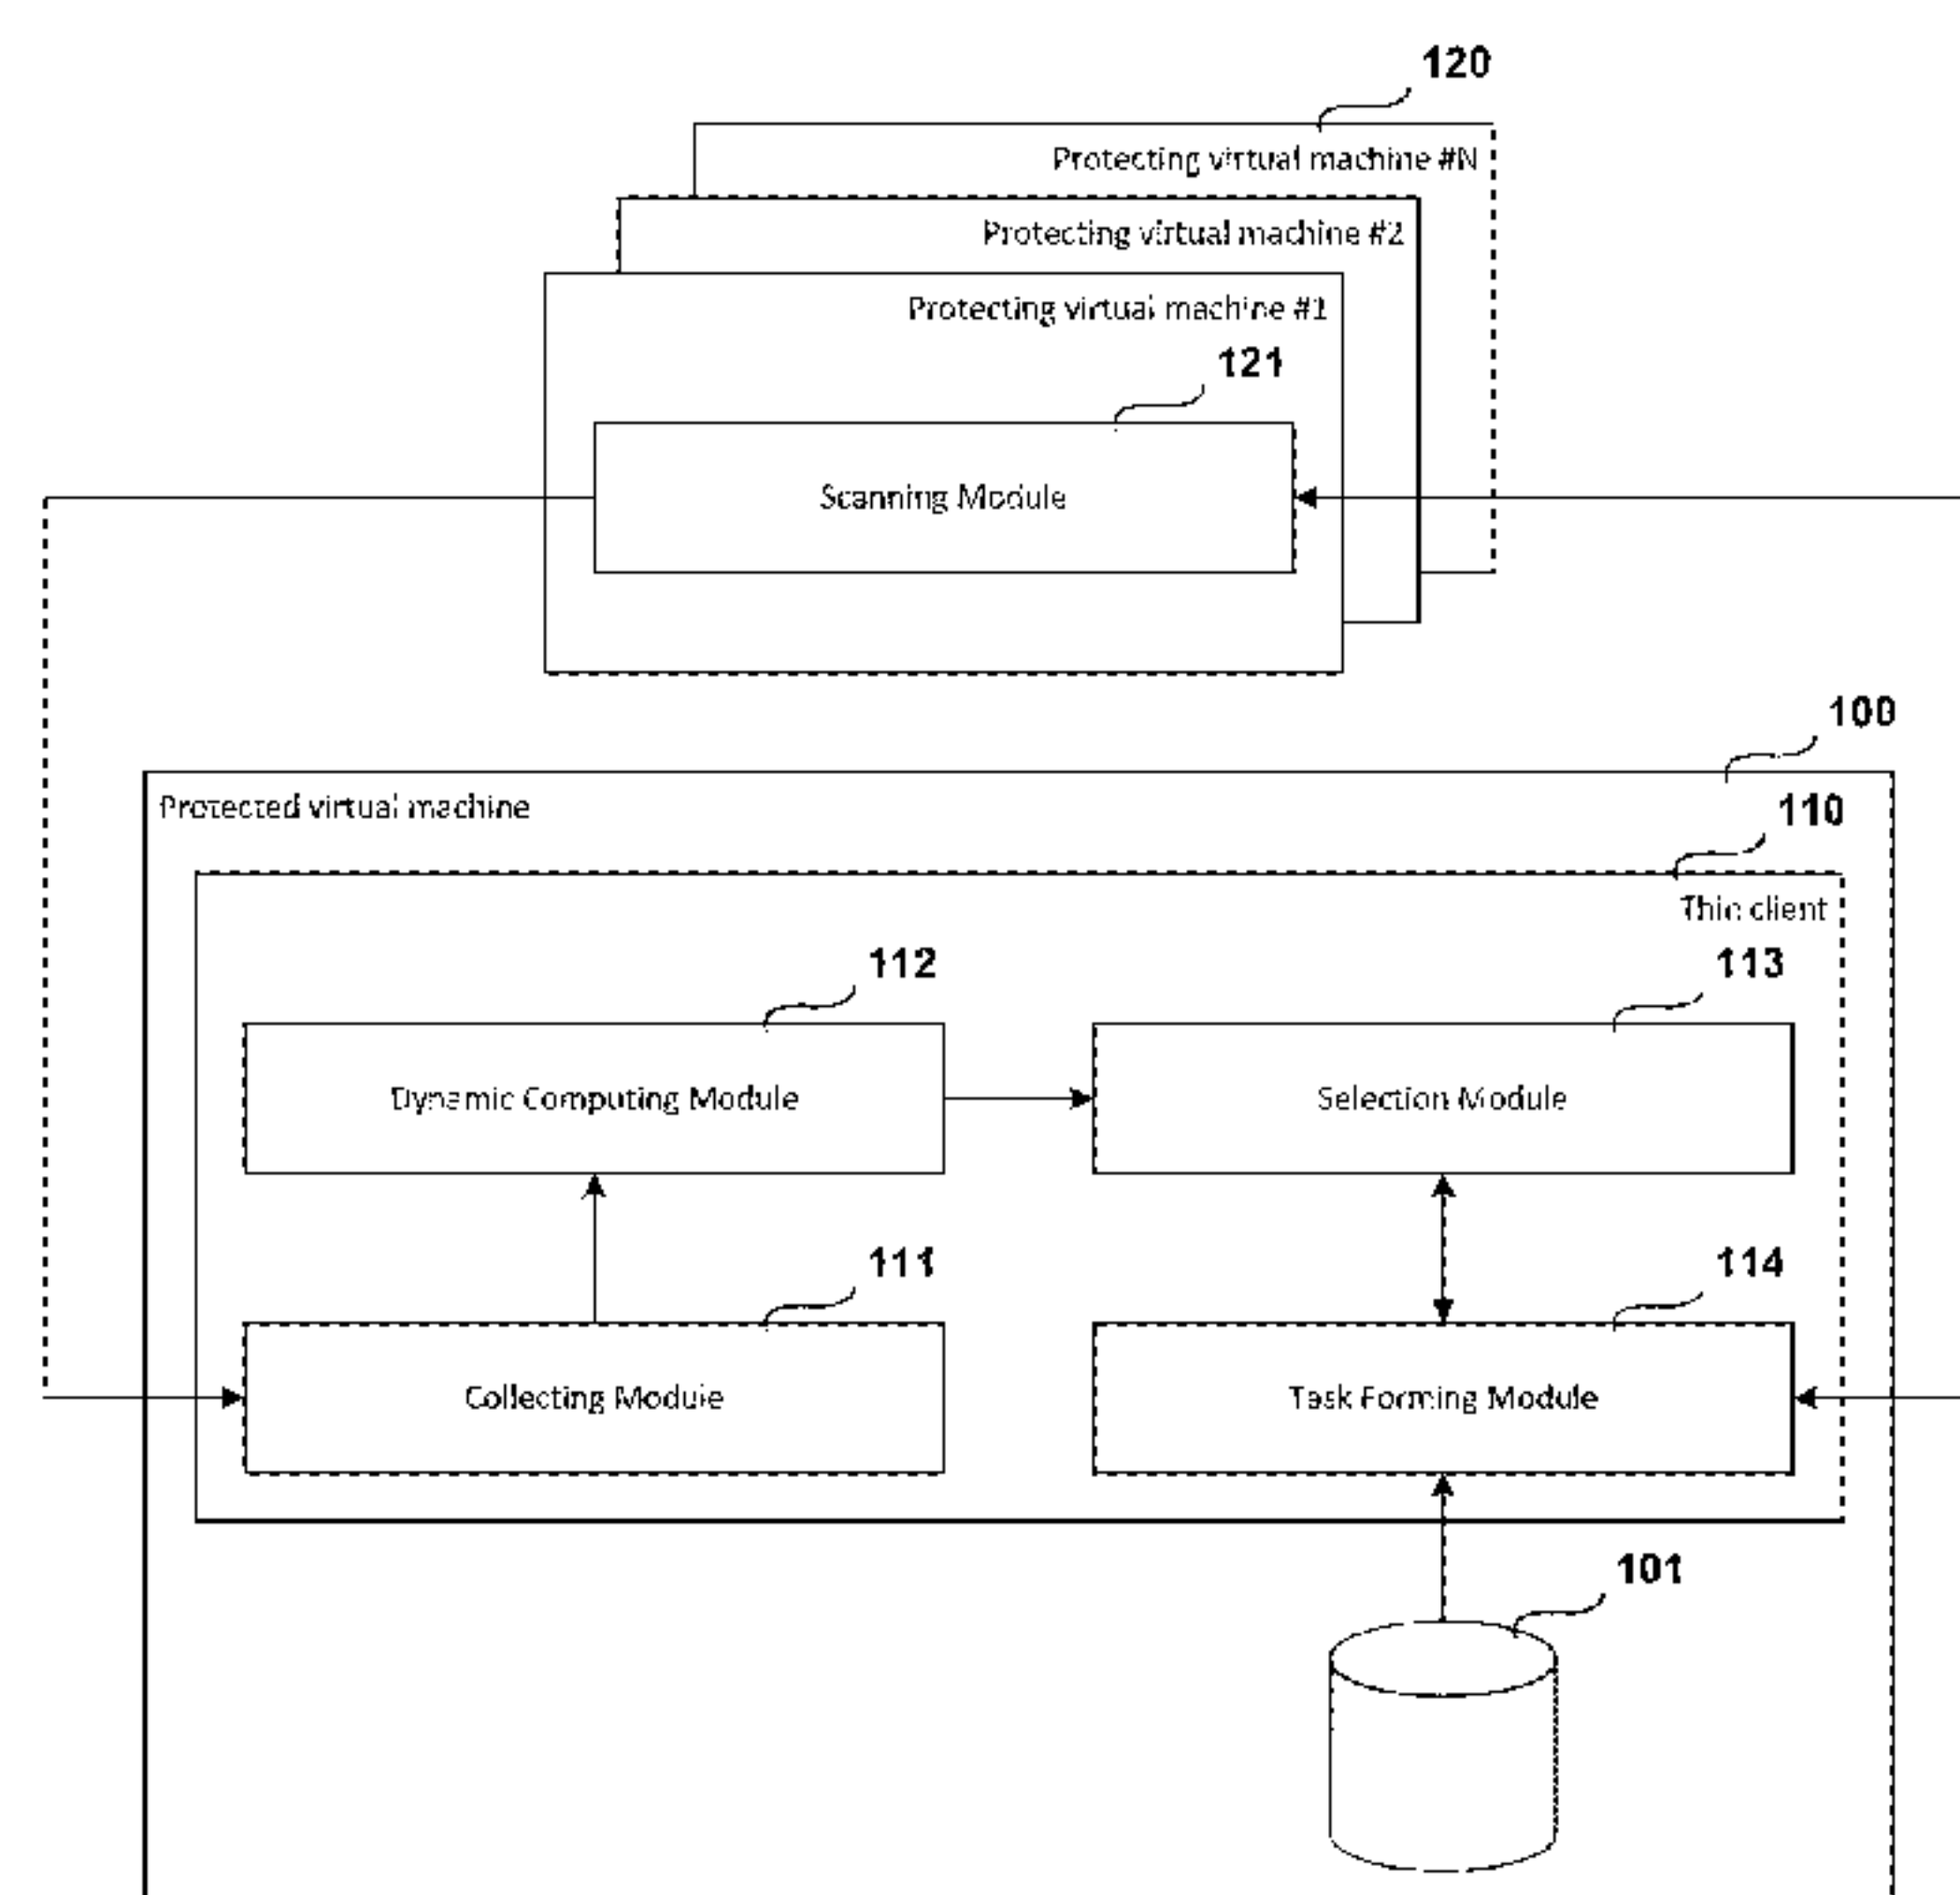 120
Protecting virtual machine #N
Protecting virtual machine #2
Protecting virtual machine #1
121
Scanning Module
100
Protected virtual machine
110
Thin client
112
113
Dynamic Computing Module
Selection Module
111
114
Collecting Module
Task Forming Module
101